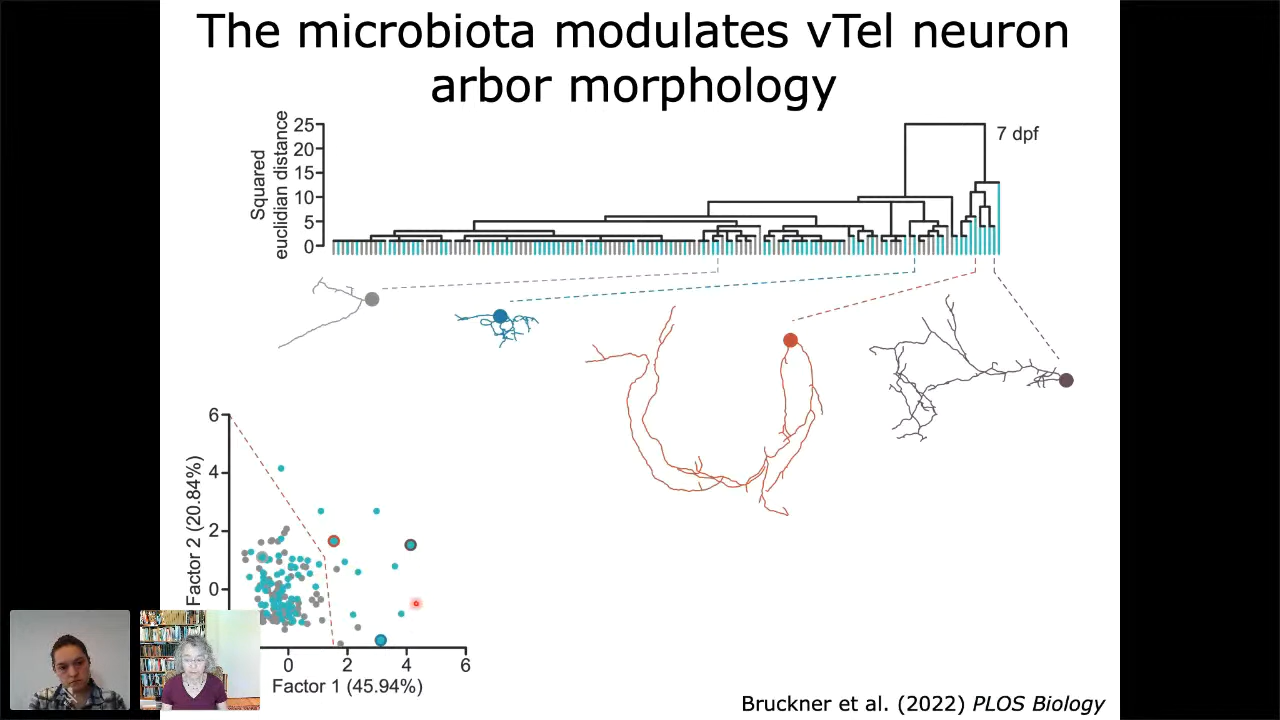 The microbiota modulates vTel neuron
arbor morphology
Squared
euclidian distance
25
20
15
10
5
0
7 dpf
6
4
2
0
Factor 2 (20.84%)
0
2
4
6
Factor 1 (45.94%)
Bruckner et al. (2022) PLOS Biology